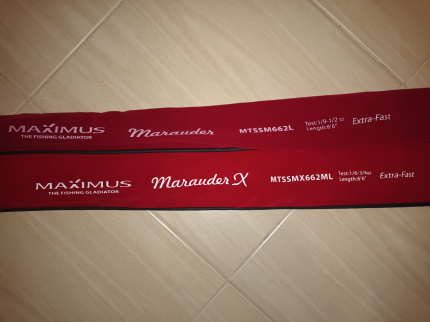 MAXIMUS
THE FISHING GLADIATOR
Marauder
MTSSM662L
Test:1/9-1/2 oz
Length:6'6"
Extra-Fast
MAXIMUS
THE FISHING GLADIATOR
Marauder X
MTSSMX662ML
Test:1/8-3/4oz
Length:6'6"
Extra-Fast